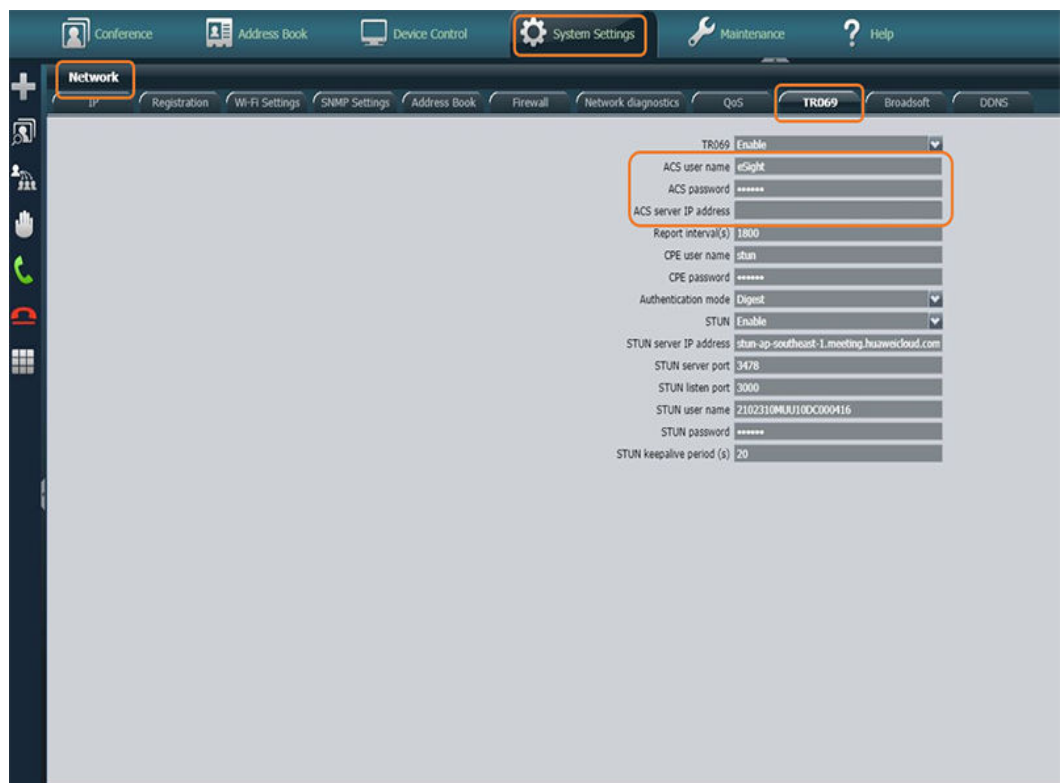 Conference Address Book Device Control System Settings Maintenance ? Help
Network
IP Registration Wi-Fi Settings SNMP Settings Address Book Firewall Network diagnostics QoS TR069 Broadsoft DDNS
TR069 Enable
ACS user name eSight
ACS password ••••••
ACS server IP address
Report interval(s) 1800
CPE user name stun
CPE password ••••••
Authentication mode Digest
STUN Enable
STUN server IP address stun-ap-southeast-1.meeting.huaweicloud.com
STUN server port 3478
STUN listen port 3000
STUN user name 2102310MUU10DC000416
STUN password ••••••
STUN keepalive period (s) 20